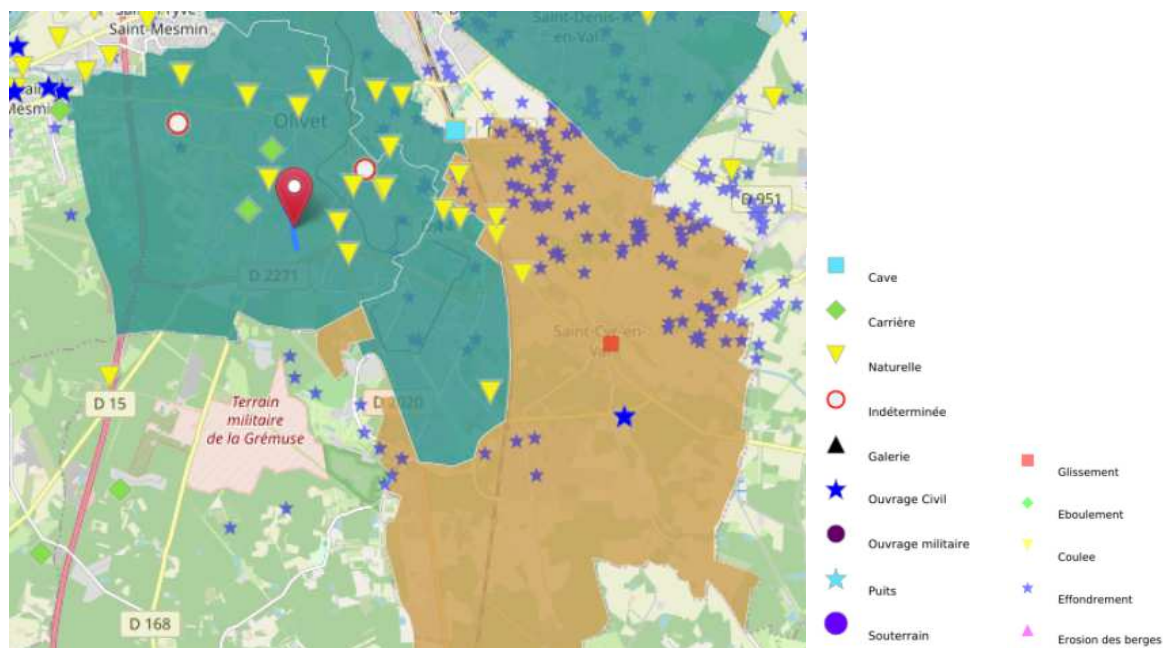 Saint-Denis-
en-Val
Saint-Mesmin
Mesmin
Olivet
D 951
D 2271
Saint-Cyr-en-
Val
D 15
Terrain
militaire
de la Grémuse
D 2020
D 168
Cave
Carrière
Naturelle
Indéterminée
Galerie
Ouvrage Civil
Ouvrage militaire
Puits
Souterrain
Glissement
Eboulement
Coulee
Effondrement
Erosion des berges